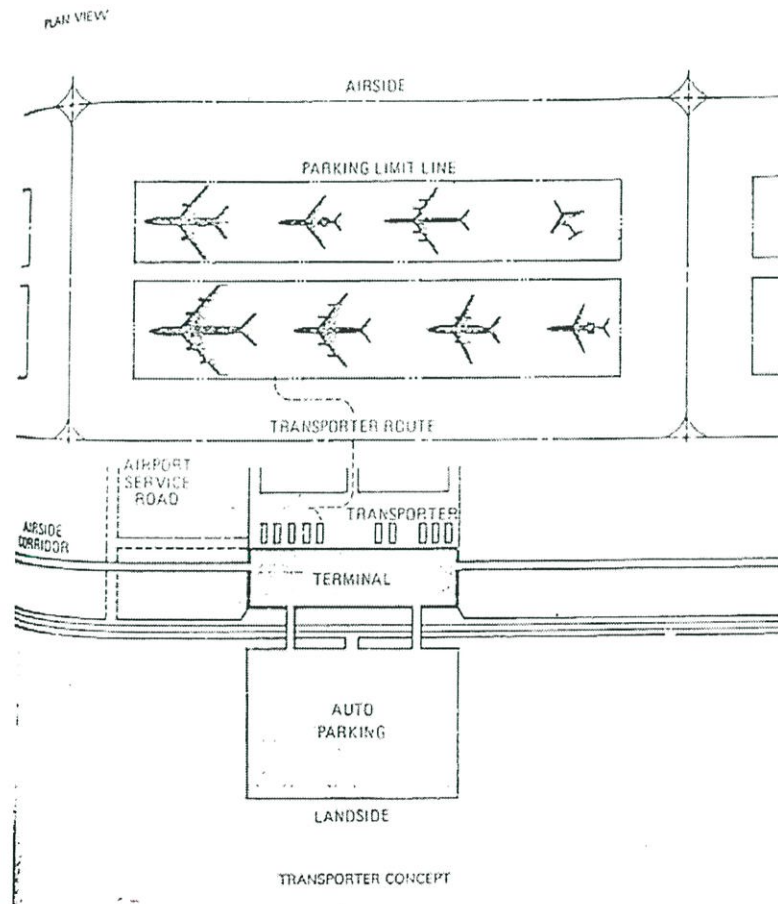 PLAN VIEW
AIRSIDE
PARKING LIMIT LINE
TRANSPORTER ROUTE
AIRPORT
SERVICE
ROAD
TRANSPORTER
AIRSIDE
CORRIDOR
TERMINAL
AUTO
PARKING
LANDSIDE
TRANSPORTER CONCEPT